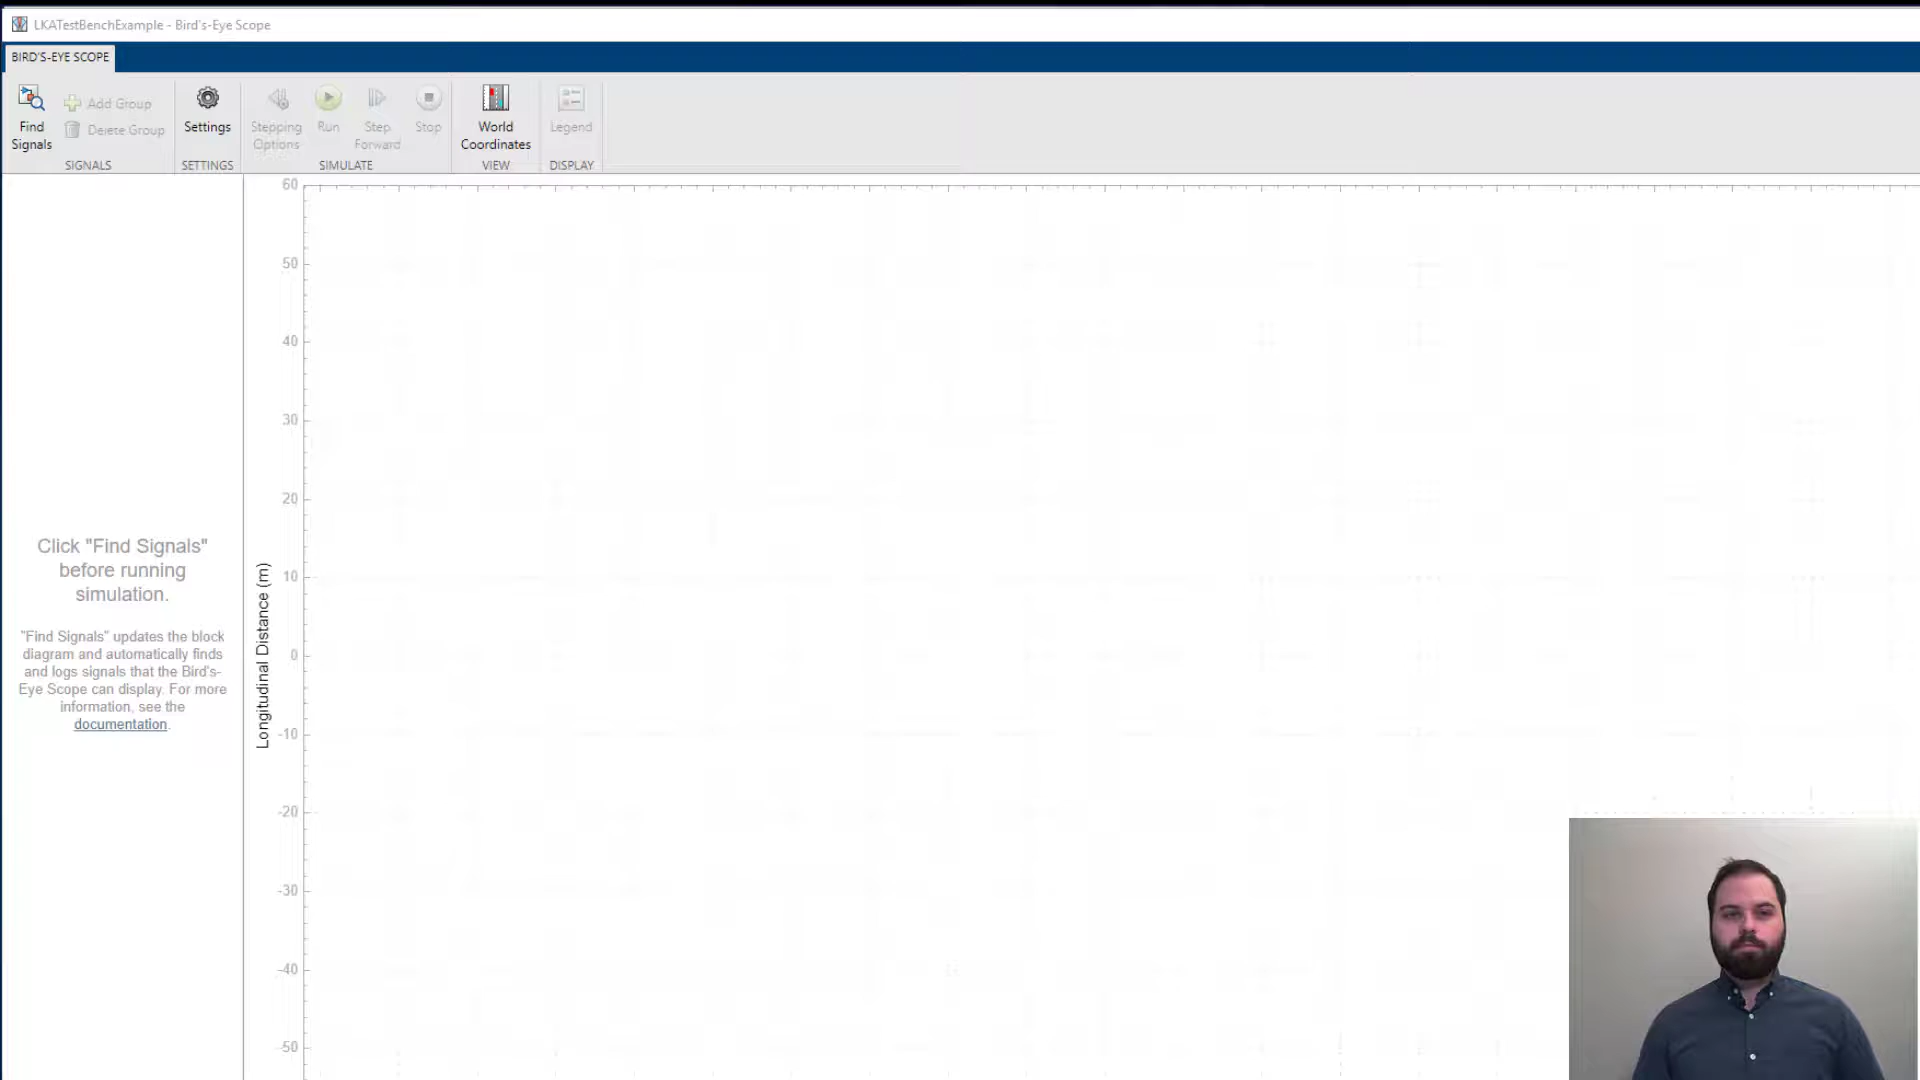 LKATestBenchExample - Bird's-Eye Scope
BIRD'S-EYE SCOPE
Find
Signals
Add Group
Delete Group
SIGNALS
Settings
SETTINGS
Stepping
Options
Run
Step
Forward
Stop
SIMULATE
World
Coordinates
VIEW
Legend
DISPLAY
Click "Find Signals"
before running
simulation.
"Find Signals" updates the block
diagram and automatically finds
and logs signals that the Bird's-
Eye Scope can display. For more
information, see the
documentation.
Longitudinal Distance (m)
60
50
40
30
20
10
0
-10
-20
-30
-40
-50